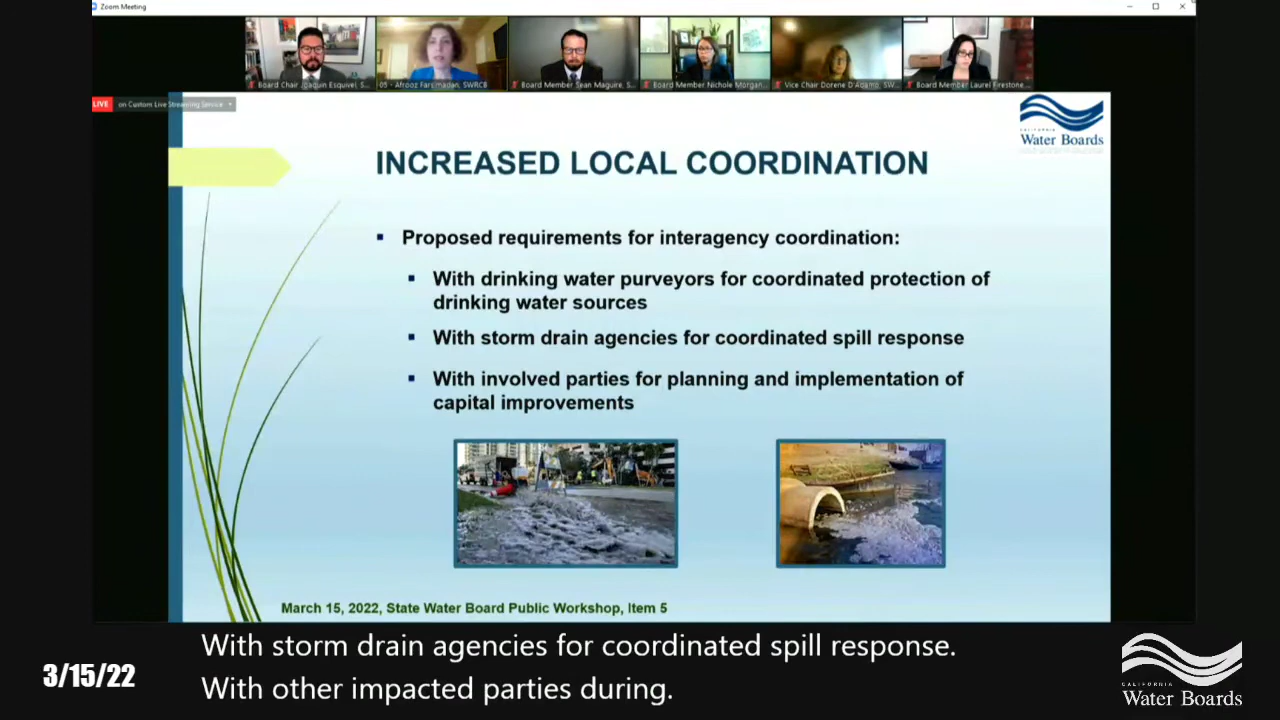 Zoom Meeting
Board Chair Joaquin Esquivel, S...
05 - Afrooz Farsimadan, SWRCB
Board Member Sean Maguire, S...
Board Member Nichole Morgan...
Vice Chair Dorene D'Adamo, SW...
Board Member Laurel Firestone...
LIVE on Custom Live Streaming Service
CALIFORNIA
Water Boards
INCREASED LOCAL COORDINATION
Proposed requirements for interagency coordination:
With drinking water purveyors for coordinated protection of
drinking water sources
With storm drain agencies for coordinated spill response
With involved parties for planning and implementation of
capital improvements
March 15, 2022, State Water Board Public Workshop, Item 5
With storm drain agencies for coordinated spill response.
With other impacted parties during.
3/15/22
CALIFORNIA
Water Boards